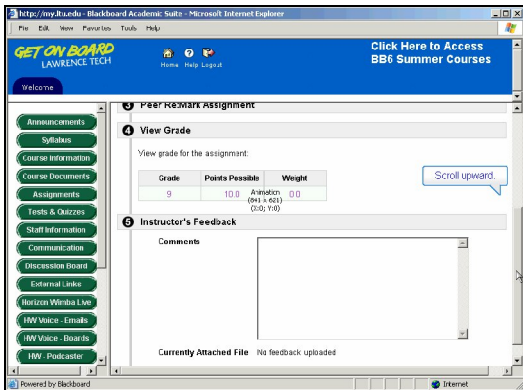 http://my.ltu.edu - Blackboard Academic Suite - Microsoft Internet Explorer
File Edit View Favorites Tools Help
GET ON BOARD
LAWRENCE TECH
Home Help Logout
Click Here to Access
BB6 Summer Courses
Welcome
Announcements
Syllabus
Course Information
Course Documents
Assignments
Tests & Quizzes
Staff Information
Communication
Discussion Board
External Links
Horizon Wimba Live
HW Voice - Emails
HW Voice - Boards
HW - Podcaster
3 Peer Re:Mark Assignment
4 View Grade
View grade for the assignment:
Grade Points Possible Weight
9 10.0 0.0
Animation
(841 x 621)
(X:0; Y:0)
Scroll upward.
5 Instructor's Feedback
Comments
Currently Attached File No feedback uploaded
Powered by Blackboard
Internet